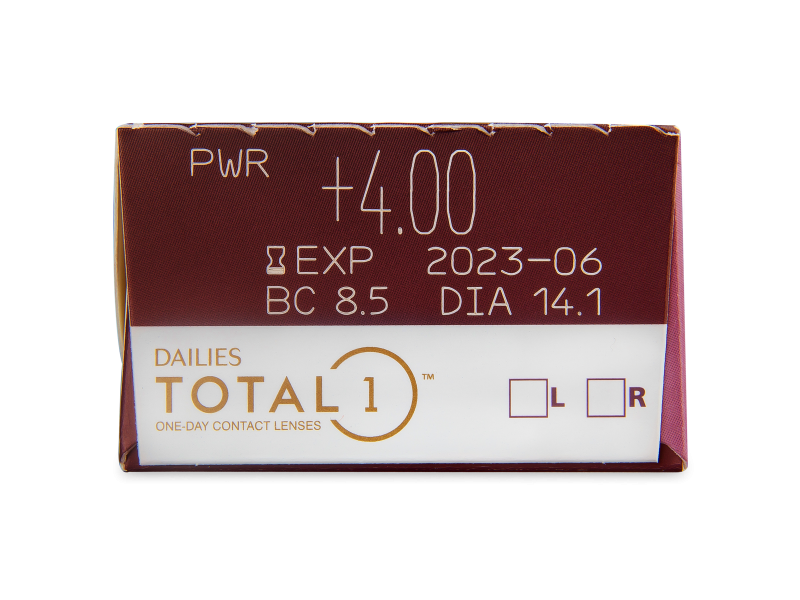 PWR +4.00
EXP 2023-06
BC 8.5 DIA 14.1
DAILIES
TOTAL 1™
ONE-DAY CONTACT LENSES
L R